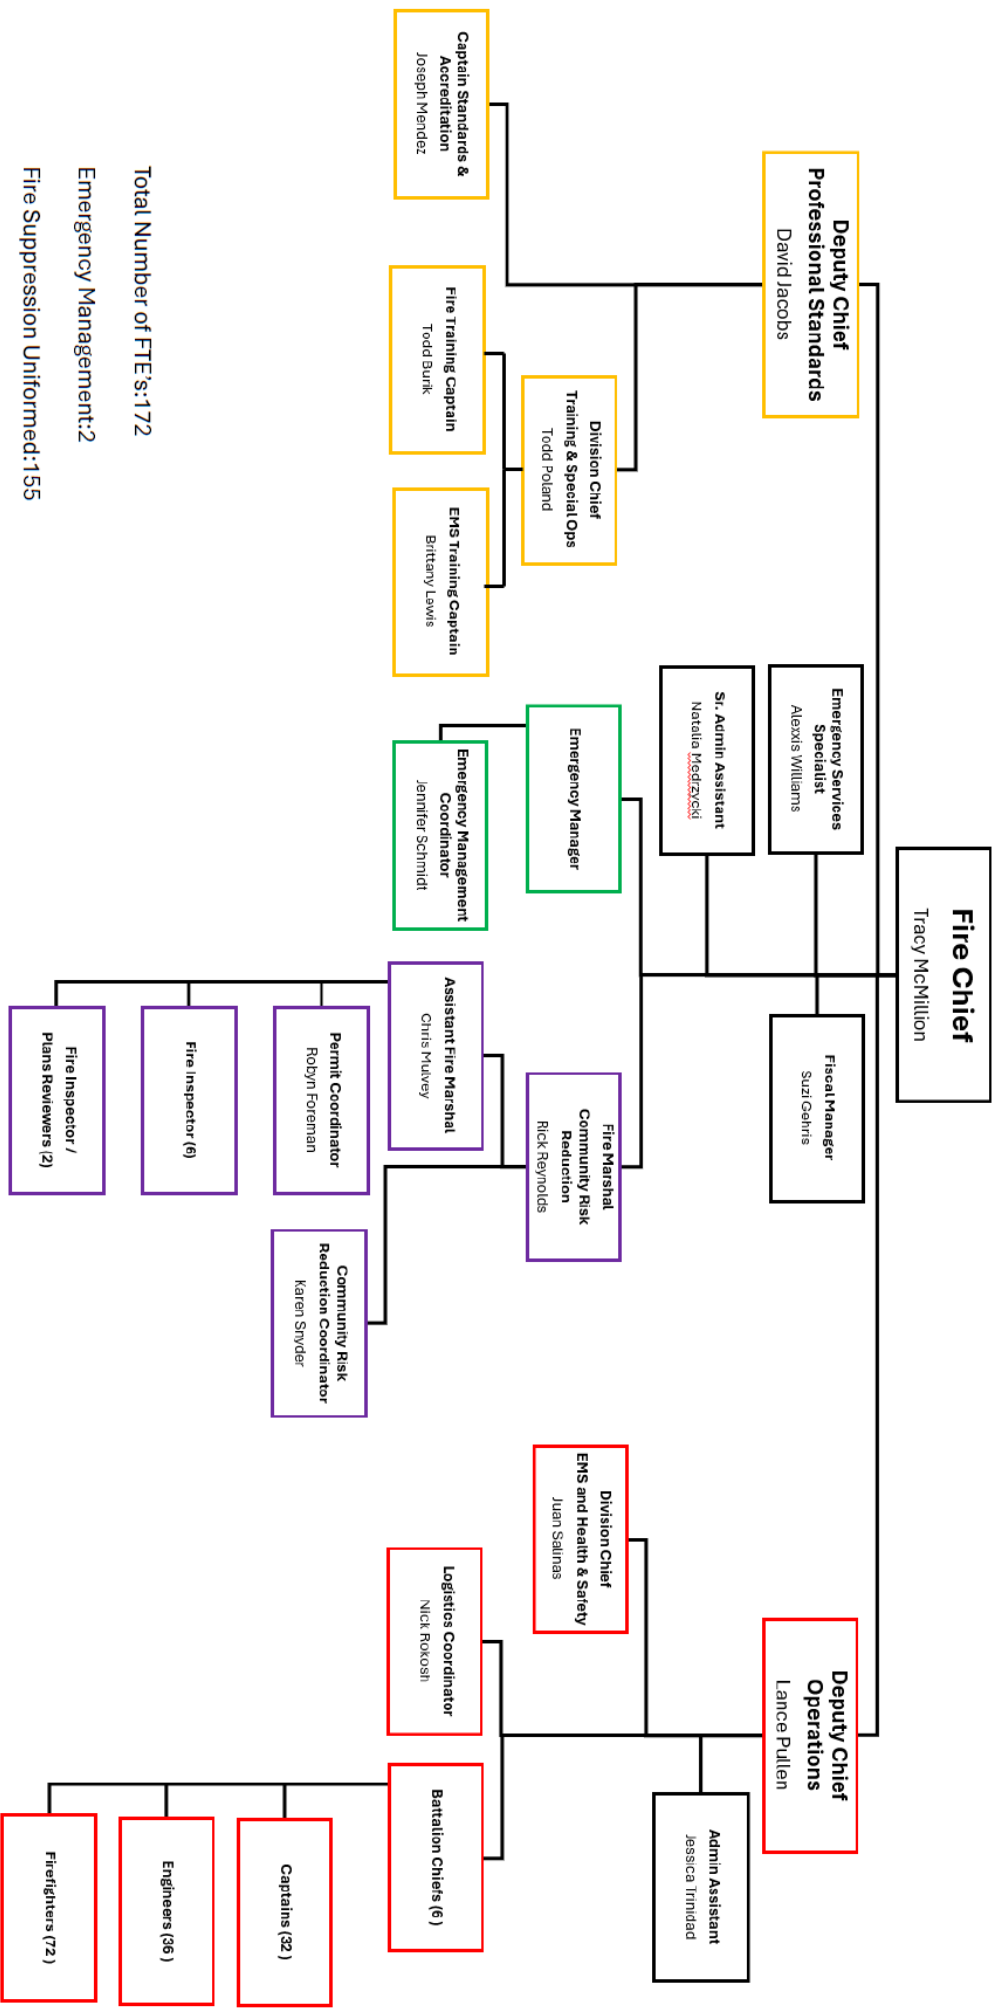 Fire Chief
Tracy McMillion
Deputy Chief
Professional Standards
David Jacobs
Emergency Services
Specialist
Alexxis Williams
Fiscal Manager
Suzi Gehris
Deputy Chief
Operations
Lance Pullen
Sr. Admin Assistant
Natalia Medrzycki
Admin Assistant
Jessica Trinidad
Division Chief
Training & Special Ops
Todd Poland
Emergency Manager
Fire Marshal
Community Risk
Reduction
Rick Reynolds
Division Chief
EMS and Health & Safety
Juan Salinas
Captain Standards &
Accreditation
Joseph Mendez
Fire Training Captain
Todd Burik
EMS Training Captain
Brittany Lewis
Emergency Management
Coordinator
Jennifer Schmidt
Assistant Fire Marshal
Chris Mulvey
Logistics Coordinator
Nick Rokosh
Battalion Chiefs (6)
Permit Coordinator
Robyn Foreman
Community Risk
Reduction Coordinator
Karen Snyder
Captains (32)
Fire Inspector (6)
Engineers (36)
Fire Inspector /
Plans Reviewers (2)
Firefighters (72)
Total Number of FTE's:172
Emergency Management:2
Fire Suppression Uniformed:155